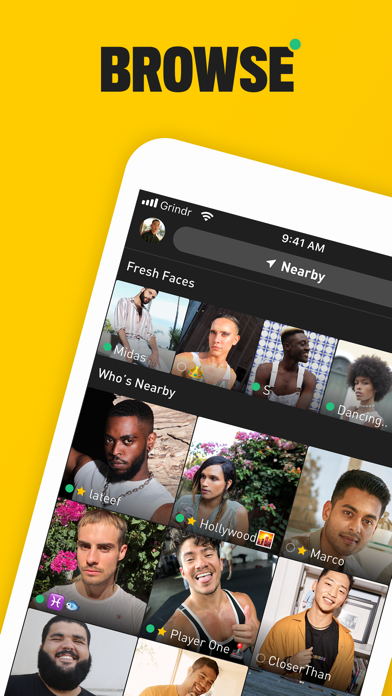 BROWSE
Grindr
9:41 AM
Nearby
Fresh Faces
Midas
S
Dancing..
Who's Nearby
lateef
Hollywood🌇
Marco
♓🐟
Player One🕹️
CloserThan